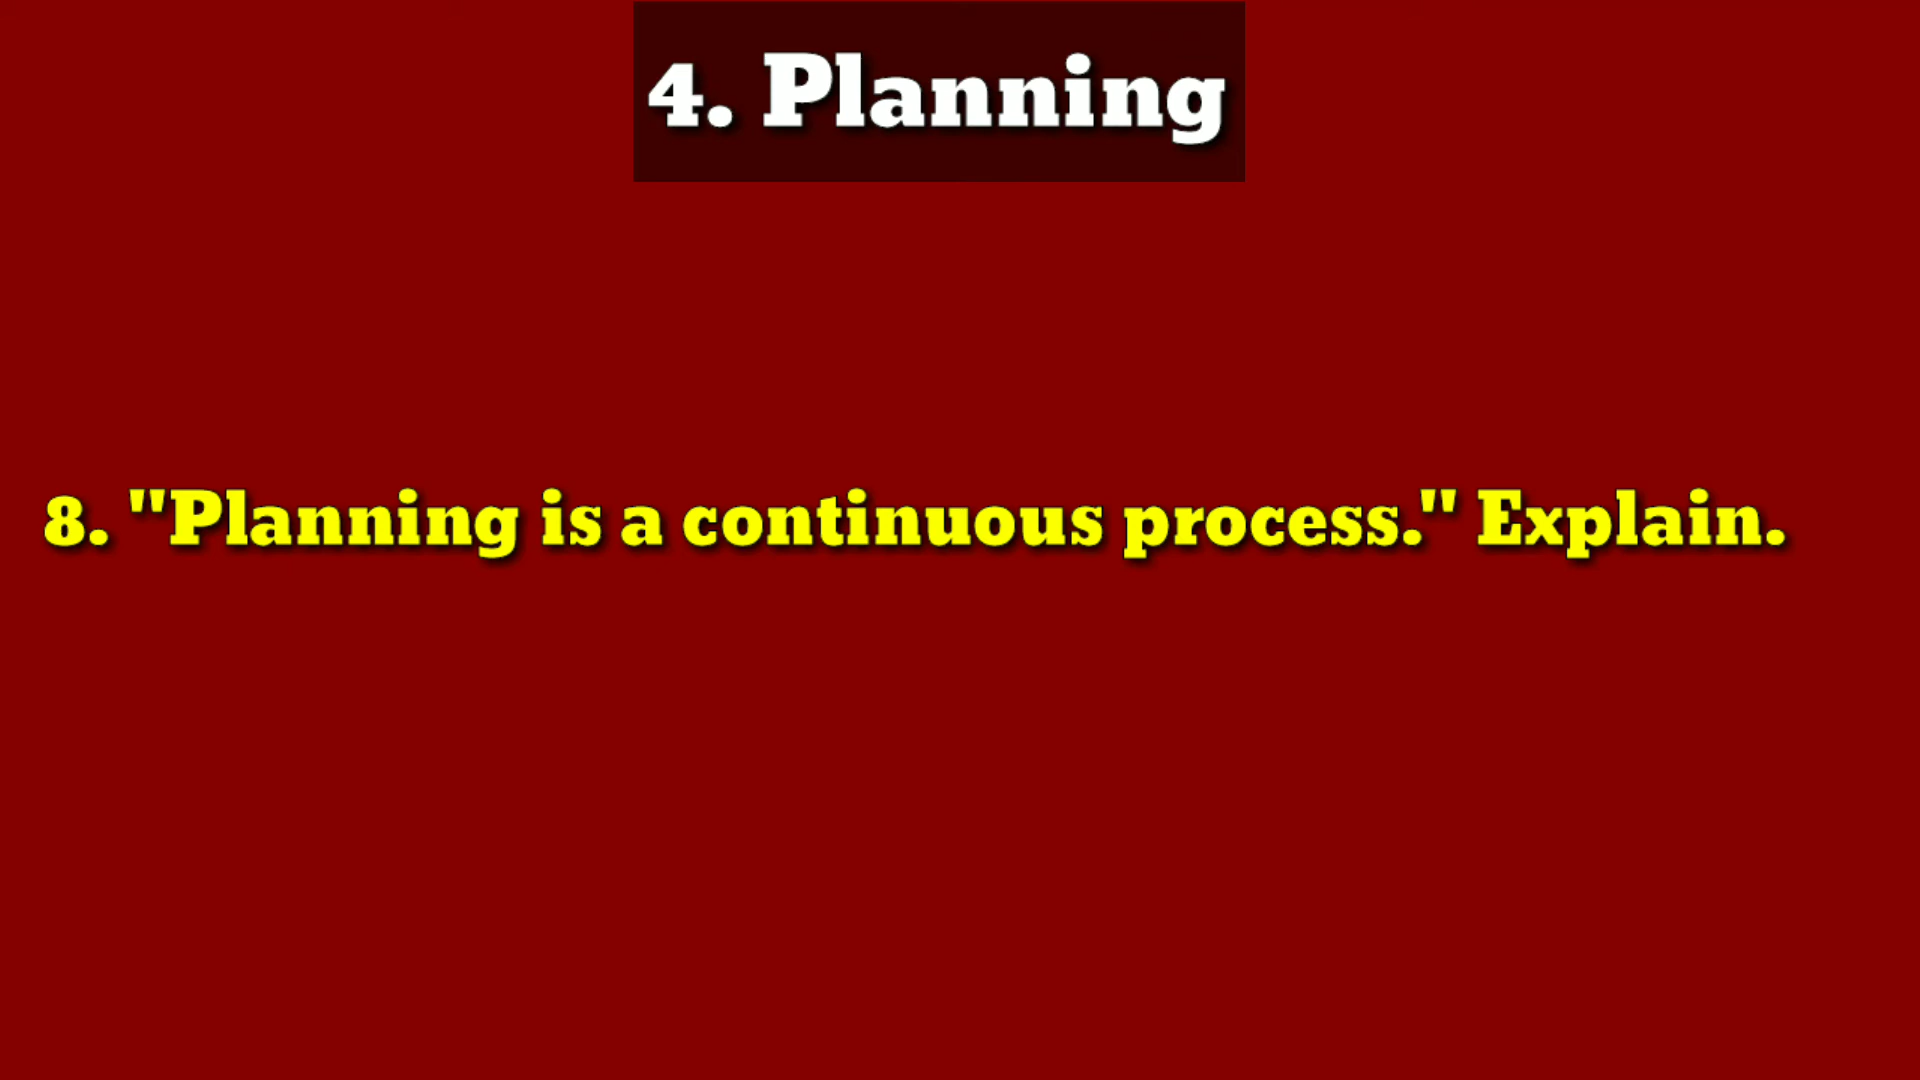 4. Planning
8. "Planning is a continuous process." Explain.